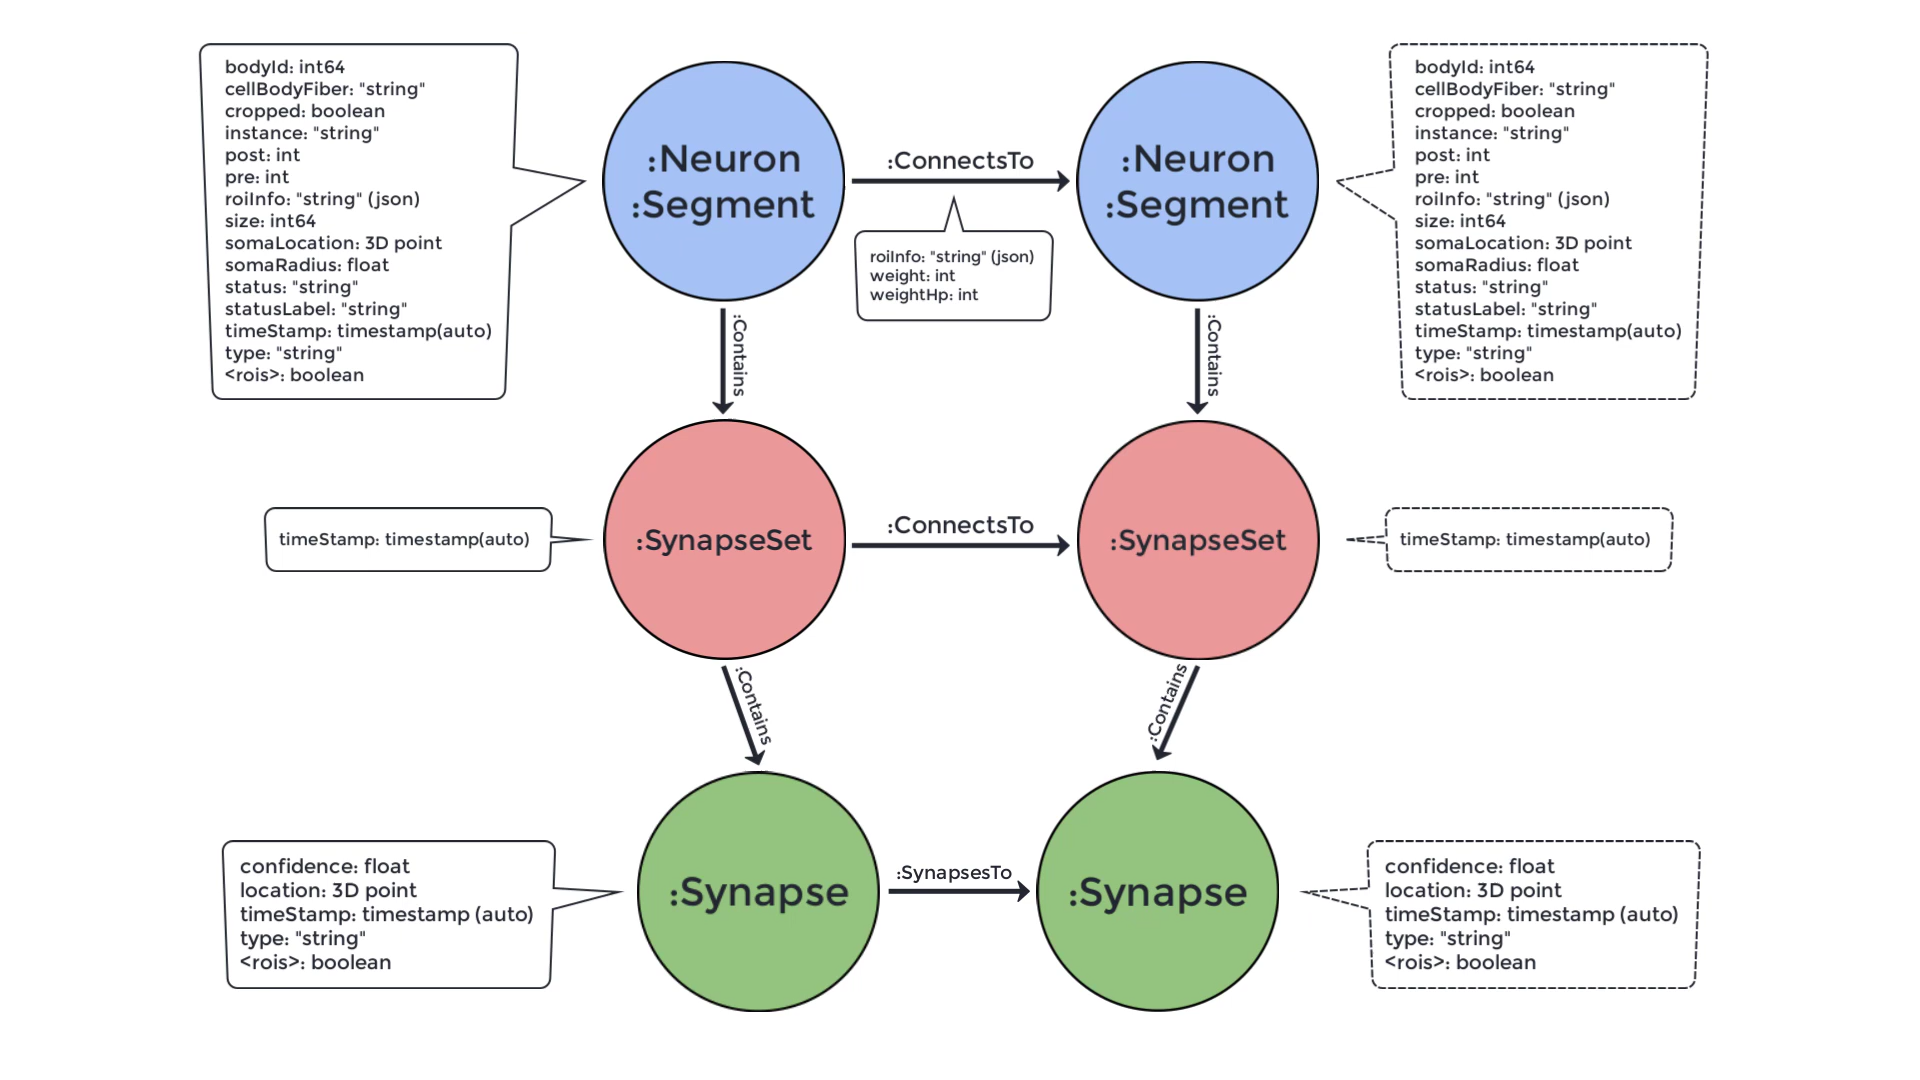 bodyId: int64
cellBodyFiber: "string"
cropped: boolean
instance: "string"
post: int
pre: int
roiInfo: "string" (json)
size: int64
somaLocation: 3D point
somaRadius: float
status: "string"
statusLabel: "string"
timeStamp: timestamp(auto)
type: "string"
<rois>: boolean
:Neuron
:Segment
:ConnectsTo
roiInfo: "string" (json)
weight: int
weightHp: int
:Neuron
:Segment
bodyId: int64
cellBodyFiber: "string"
cropped: boolean
instance: "string"
post: int
pre: int
roiInfo: "string" (json)
size: int64
somaLocation: 3D point
somaRadius: float
status: "string"
statusLabel: "string"
timeStamp: timestamp(auto)
type: "string"
<rois>: boolean
:Contains
:Contains
timeStamp: timestamp(auto)
:SynapseSet
:ConnectsTo
:SynapseSet
timeStamp: timestamp(auto)
:Contains
:Contains
confidence: float
location: 3D point
timeStamp: timestamp (auto)
type: "string"
<rois>: boolean
:Synapse
:SynapsesTo
:Synapse
confidence: float
location: 3D point
timeStamp: timestamp (auto)
type: "string"
<rois>: boolean